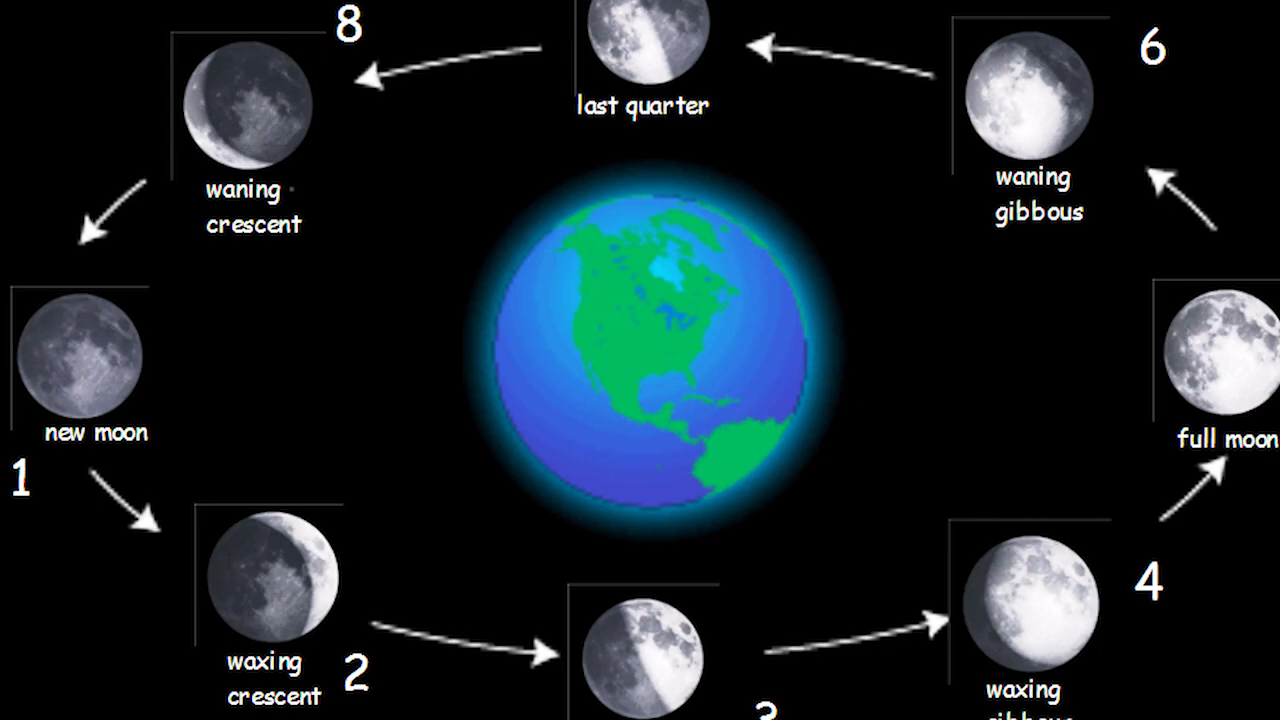 8
6
last quarter
waning
crescent
waning
gibbous
new moon
full moon
1
4
waxing
crescent
2
waxing